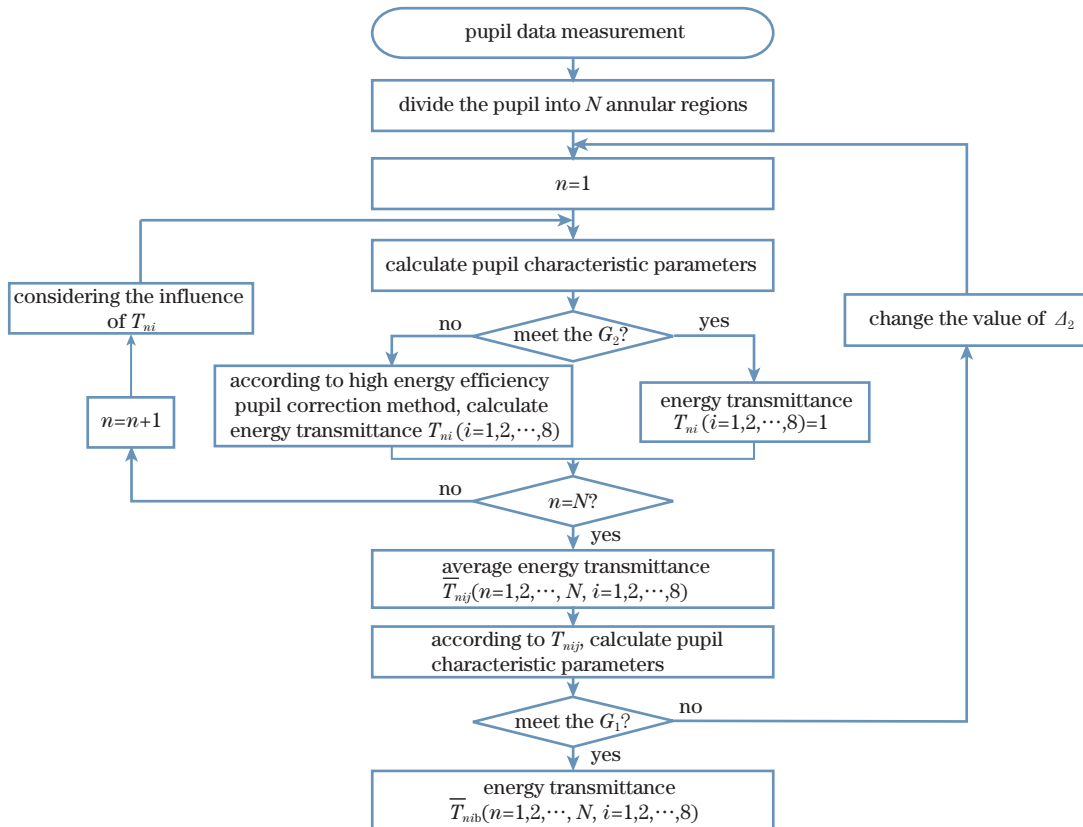 pupil data measurement
divide the pupil into N annular regions
n=1
calculate pupil characteristic parameters
considering the influence
of Tni
change the value of Δ2
no
meet the G2?
yes
according to high energy efficiency
pupil correction method, calculate
energy transmittance Tni (i=1,2,⋯,8)
energy transmittance
Tni (i=1,2,⋯,8)=1
n=n+1
no
n=N?
yes
average energy transmittance
T̅nij(n=1,2,⋯, N, i=1,2,⋯,8)
according to Tnij, calculate pupil
characteristic parameters
meet the G1?
no
yes
energy transmittance
T̅nib(n=1,2,⋯, N, i=1,2,⋯,8)